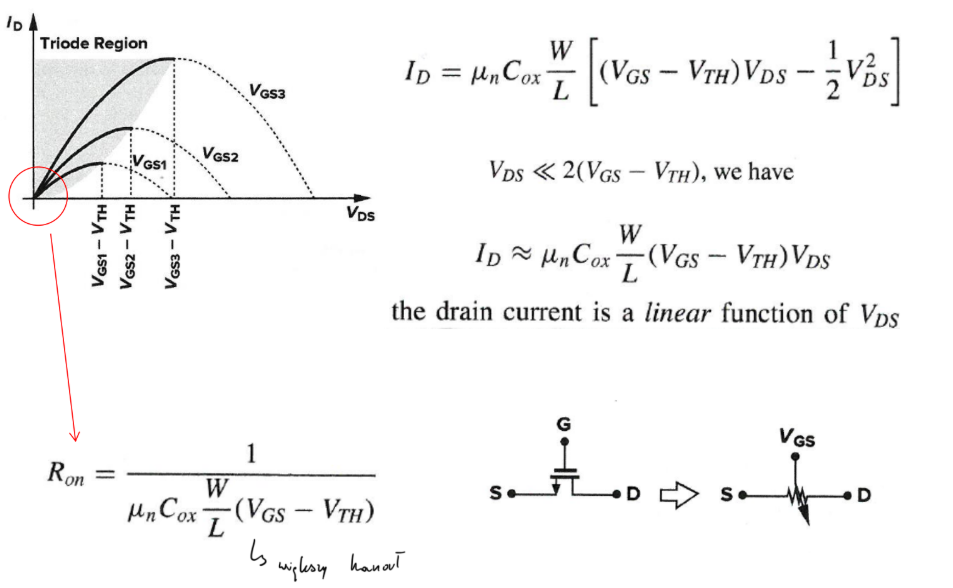 I_D
Triode Region
V_GS3
V_GS2
V_GS1
V_DS
V_GS1 − V_TH
V_GS2 − V_TH
V_GS3 − V_TH
I_D = μ_n C_ox W/L [(V_GS − V_TH)V_DS − 1/2 V_DS^2]
V_DS ≪ 2(V_GS − V_TH), we have
I_D ≈ μ_n C_ox W/L (V_GS − V_TH)V_DS
the drain current is a linear function of V_DS
R_on = 1 / (μ_n C_ox W/L (V_GS − V_TH))
większy kanał
G
S
D
V_GS
S
D